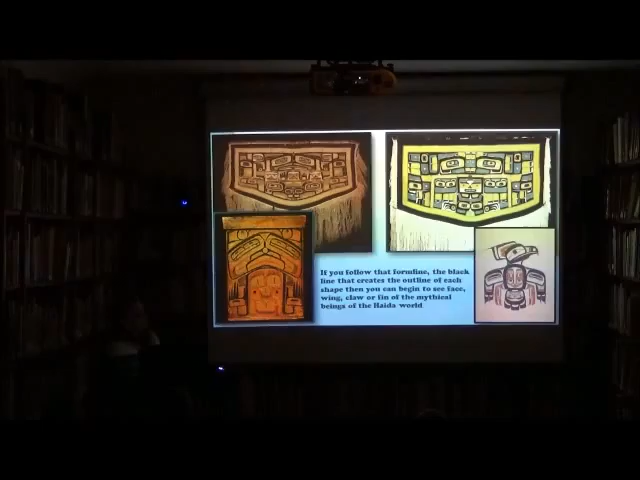 If you follow that formline, the black
line that creates the outline of each
shape then you can begin to see face,
wing, claw or fin of the mythical
beings of the Haida world